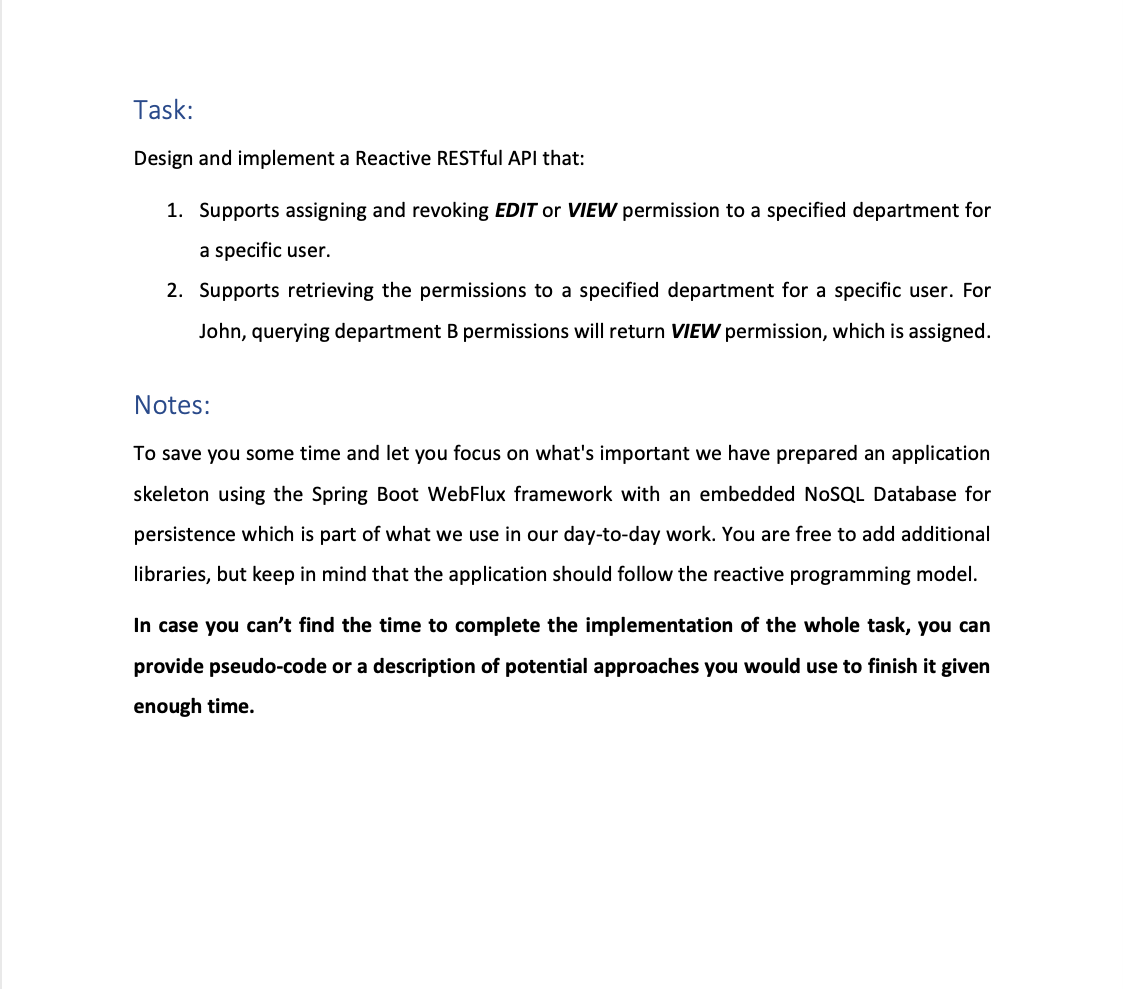 Task:
Design and implement a Reactive RESTful API that:
1. Supports assigning and revoking EDIT or VIEW permission to a specified department for
a specific user.
2. Supports retrieving the permissions to a specified department for a specific user. For
John, querying department B permissions will return VIEW permission, which is assigned.
Notes:
To save you some time and let you focus on what's important we have prepared an application
skeleton using the Spring Boot WebFlux framework with an embedded NoSQL Database for
persistence which is part of what we use in our day-to-day work. You are free to add additional
libraries, but keep in mind that the application should follow the reactive programming model.
In case you can’t find the time to complete the implementation of the whole task, you can
provide pseudo-code or a description of potential approaches you would use to finish it given
enough time.